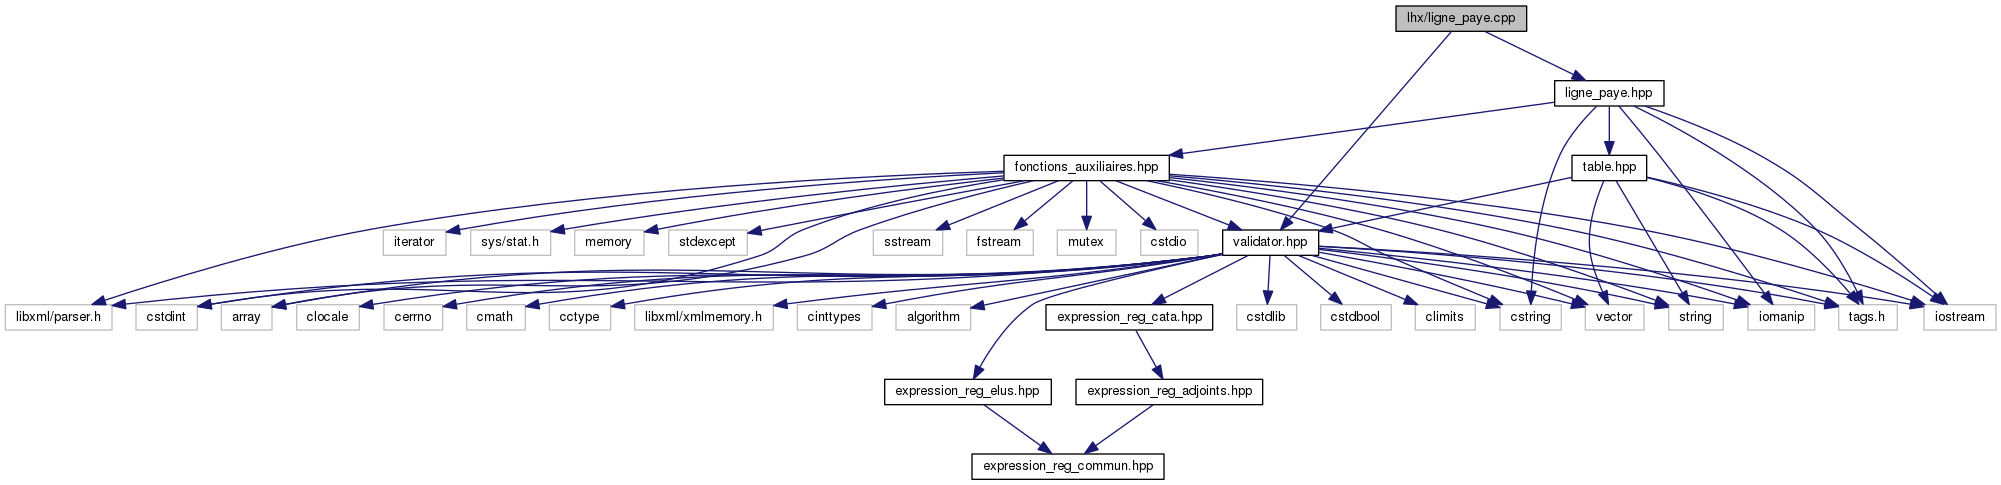 lhx/ligne_paye.cpp
ligne_paye.hpp
fonctions_auxiliaires.hpp
table.hpp
iterator
sys/stat.h
memory
stdexcept
sstream
fstream
mutex
cstdio
validator.hpp
libxml/parser.h
cstdint
array
clocale
cerrno
cmath
cctype
libxml/xmlmemory.h
cinttypes
algorithm
expression_reg_cata.hpp
cstdlib
cstdbool
climits
cstring
vector
string
iomanip
tags.h
iostream
expression_reg_elus.hpp
expression_reg_adjoints.hpp
expression_reg_commun.hpp